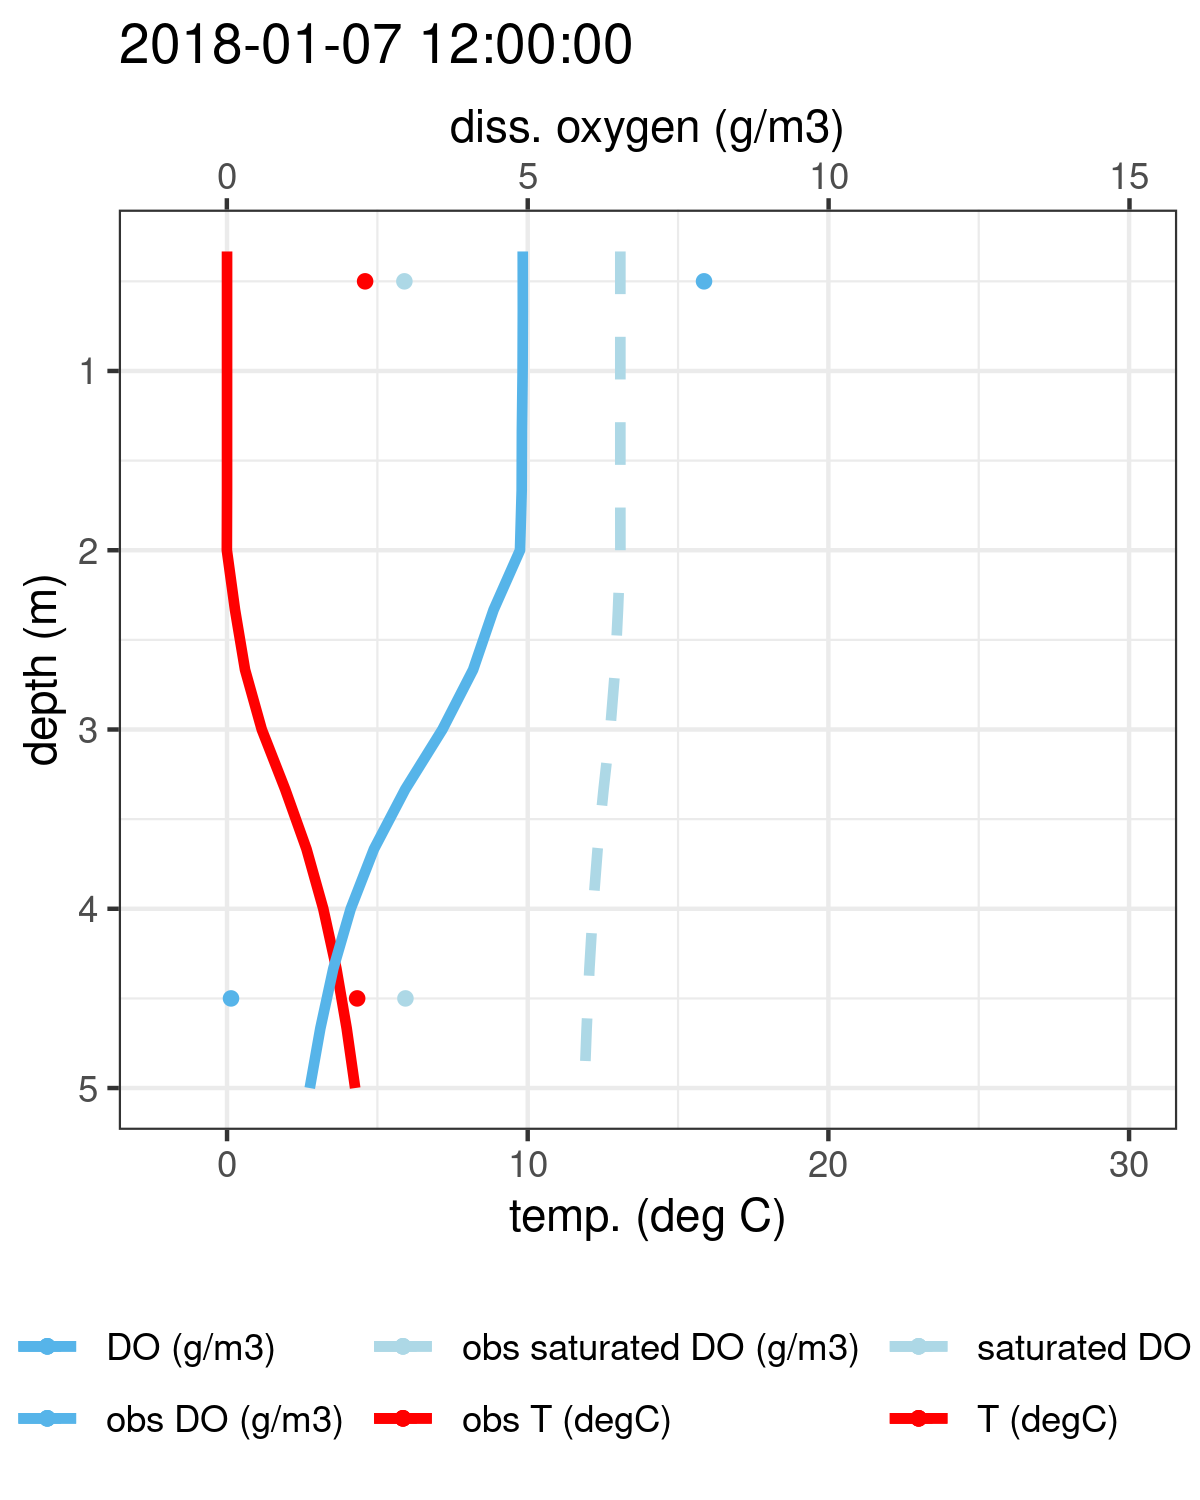 2018-01-07 12:00:00
diss. oxygen (g/m3)
0 5 10 15
depth (m)
1
2
3
4
5
0 10 20 30
temp. (deg C)
DO (g/m3) obs saturated DO (g/m3) saturated DO
obs DO (g/m3) obs T (degC) T (degC)